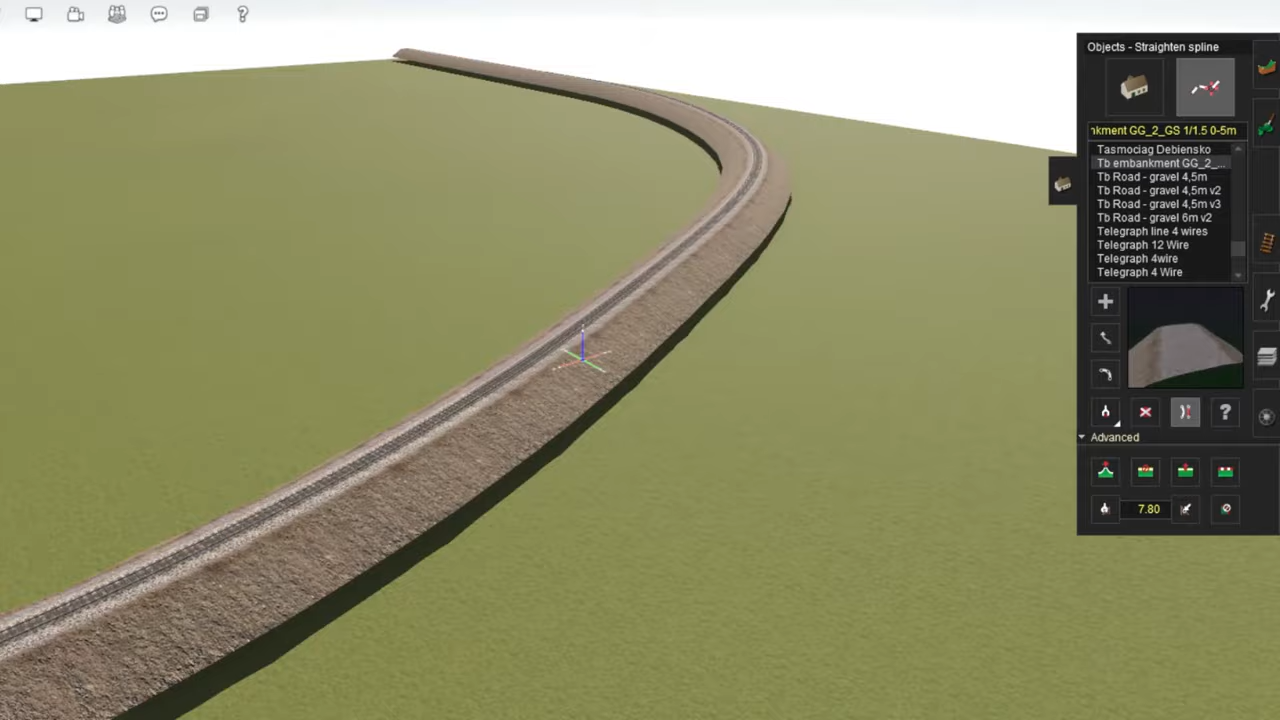 Objects - Straighten spline
nkment GG_2_GS 1/1.5 0-5m
Tasmociag Debiensko
Tb embankment GG_2_...
Tb Road - gravel 4,5m
Tb Road - gravel 4,5m v2
Tb Road - gravel 4,5m v3
Tb Road - gravel 6m v2
Telegraph line 4 wires
Telegraph 12 Wire
Telegraph 4wire
Telegraph 4 Wire
?
Advanced
7.80